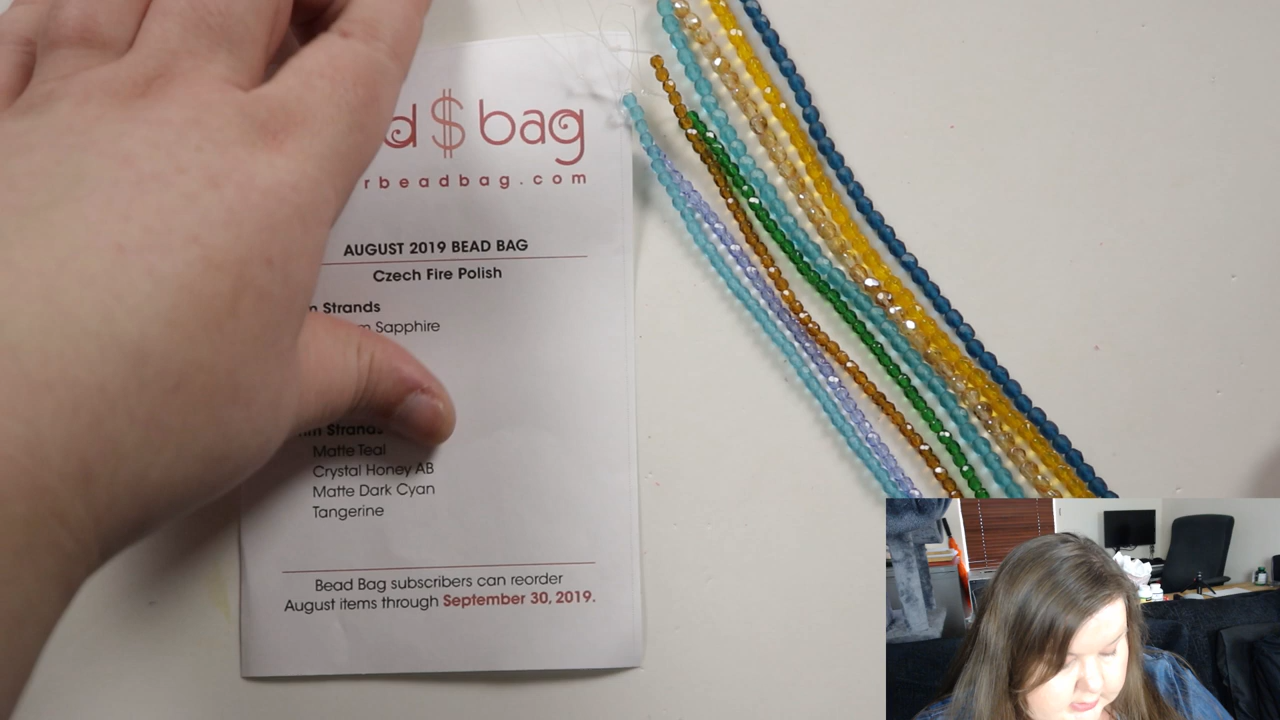 d $ bag
rbeadbag.com
AUGUST 2019 BEAD BAG
Czech Fire Polish
Strands
Sapphire
Strands
Matte Teal
Crystal Honey AB
Matte Dark Cyan
Tangerine
Bead Bag subscribers can reorder
August items through September 30, 2019.